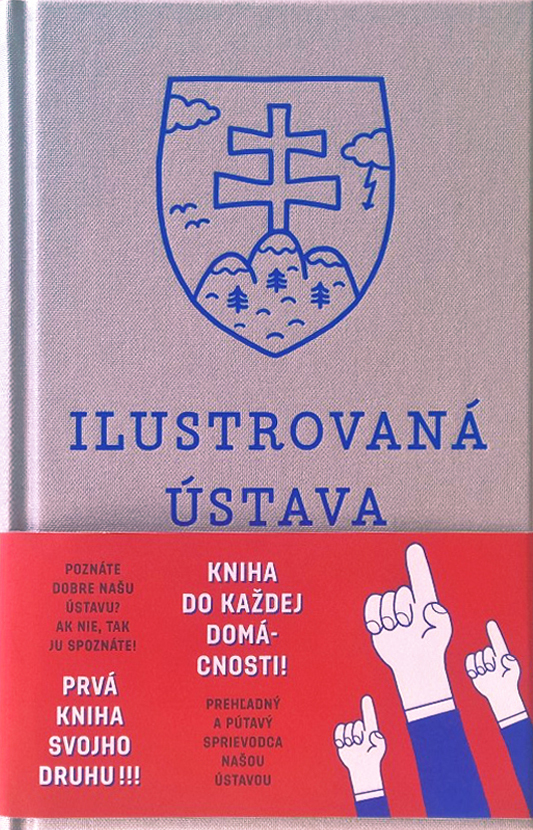 ILUSTROVANÁ
ÚSTAVA
POZNÁTE
DOBRE NAŠU
ÚSTAVU?
AK NIE, TAK
JU SPOZNÁTE!
PRVÁ
KNIHA
SVOJHO
DRUHU!!!
KNIHA
DO KAŽDEJ
DOMÁ-
CNOSTI!
PREHĽADNÝ
A PÚTAVÝ
SPRIEVODCA
NAŠOU
ÚSTAVOU